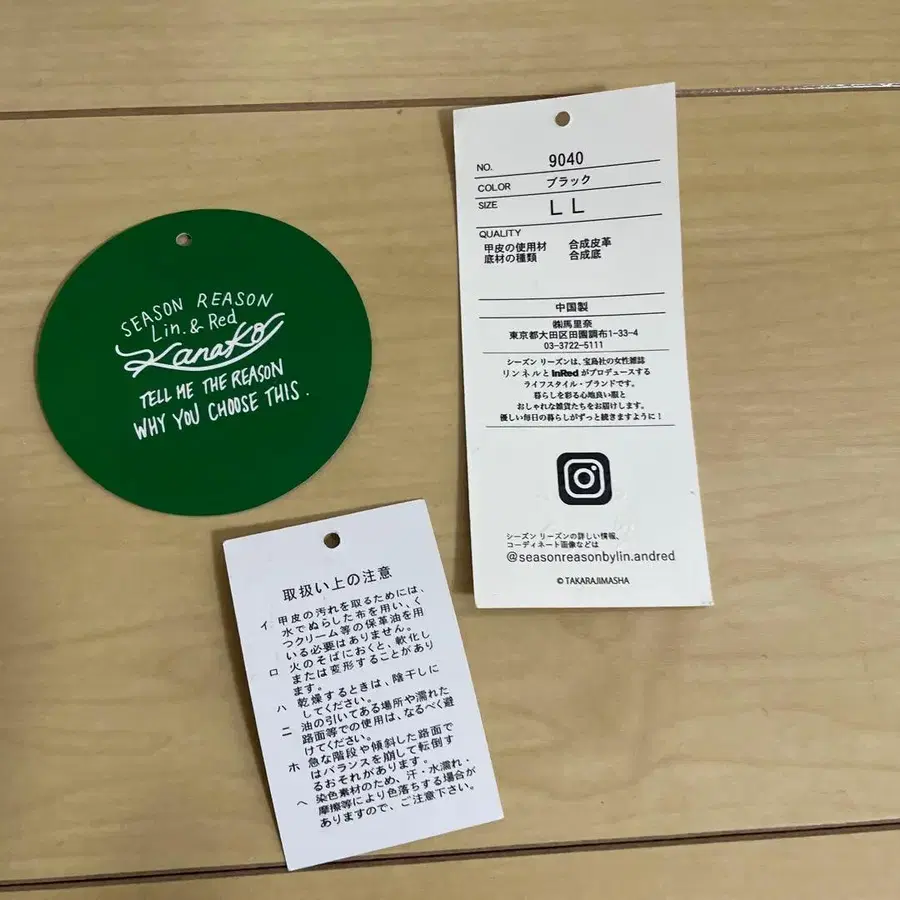 SEASON REASON
Lin.& Red
Kanako
TELL ME THE REASON
WHY YOU CHOOSE THIS.
NO. 9040
COLOR ブラック
SIZE LL
QUALITY
甲皮の使用材 合成皮革
底材の種類 合成底
中国製
㈱馬里奈
東京都大田区田園調布1-33-4
03-3722-5111
シーズン リーズンは、宝島社の女性雑誌
リンネルとInRedがプロデュースする
ライフスタイル・ブランドです。
暮らしを彩る心地良い服と
おしゃれな雑貨たちをお届けします。
優しい毎日の暮らしがずっと続きますように!
シーズン リーズンの詳しい情報、
コーディネート画像などは
@seasonreasonbylin.andred
© TAKARAJIMASHA
取扱い上の注意
イ 甲皮の汚れを取るためには、
水でぬらした布を用い、く
つクリーム等の保革油を用
いる必要はありません。
ロ 火のそばにおくと、軟化し
または変形することがあり
ます。
ハ 乾燥するときは、陰干しに
してください。
ニ 油の引いてある場所や濡れた
路面等での使用は、なるべく避
けてください。
ホ 急な階段や傾斜した路面で
はバランスを崩して転倒す
るおそれがあります。
ヘ 染色素材のため、汗・水濡れ・
摩擦等により色落ちする場合が
ありますので、ご注意下さい。